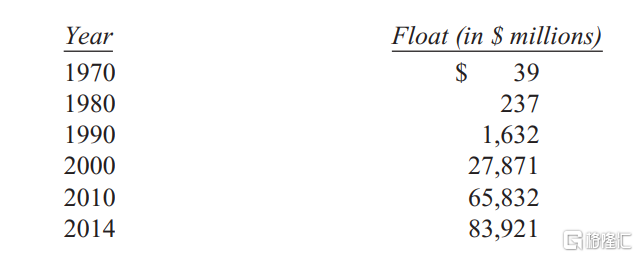 Year Float (in $ millions)
1970 $ 39
1980 237
1990 1,632
2000 27,871
2010 65,832
2014 83,921
格隆汇